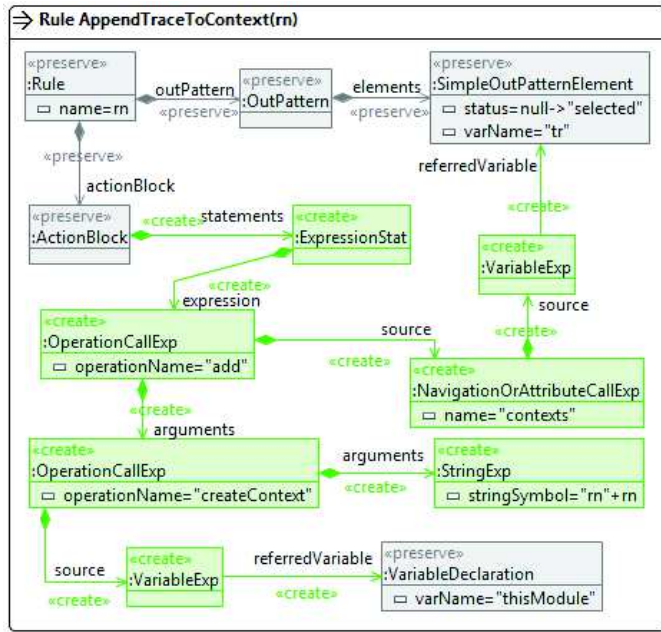 Rule AppendTraceToContext(rn)
«preserve»
:Rule
name=rn
outPattern
«preserve»
«preserve»
:OutPattern
elements
«preserve»
«preserve»
:SimpleOutPatternElement
status=null->"selected"
varName="tr"
«preserve»
actionBlock
referredVariable
«create»
«preserve»
:ActionBlock
statements
«create»
«create»
:ExpressionStat
«create»
:VariableExp
«create»
expression
source
«create»
«create»
:OperationCallExp
operationName="add"
source
«create»
«create»
:NavigationOrAttributeCallExp
name="contexts"
«create»
arguments
«create»
:OperationCallExp
operationName="createContext"
arguments
«create»
«create»
:StringExp
stringSymbol="rn"+rn
source
«create»
«create»
:VariableExp
referredVariable
«create»
«preserve»
:VariableDeclaration
varName="thisModule"